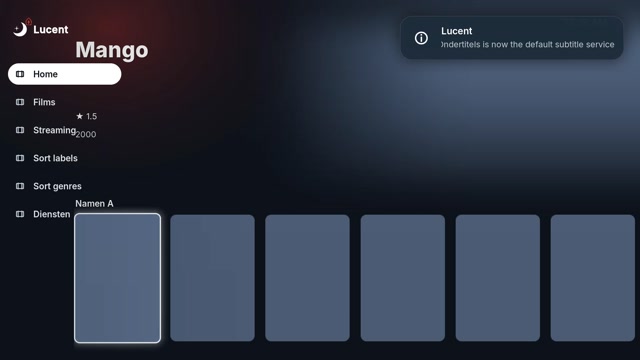 Lucent
Mango
Home
Films
★ 1.5
Streaming
2000
Sort labels
Sort genres
Namen A
Diensten
Lucent
ndertitels is now the default subtitle service